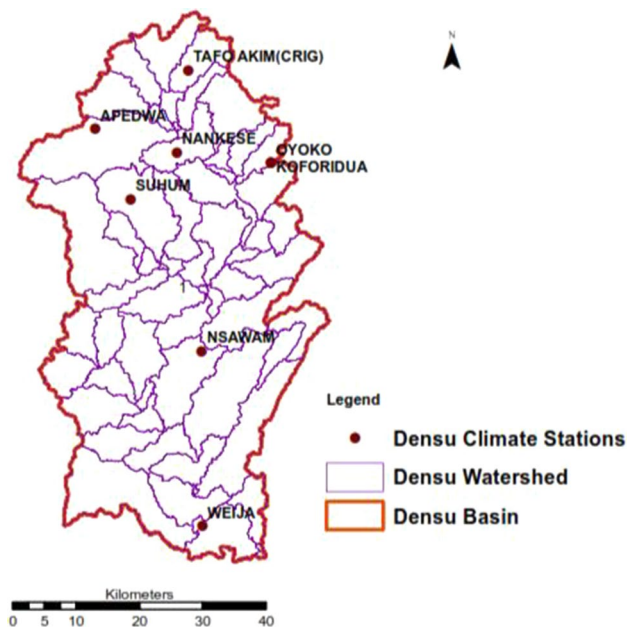 N
TAFO AKIM(CRIG)
APEDWA
NANKESE
OYOKO
KOFORIDUA
SUHUM
1
NSAWAM
Legend
Densu Climate Stations
Densu Watershed
Densu Basin
WEIJA
Kilometers
0 5 10 20 30 40